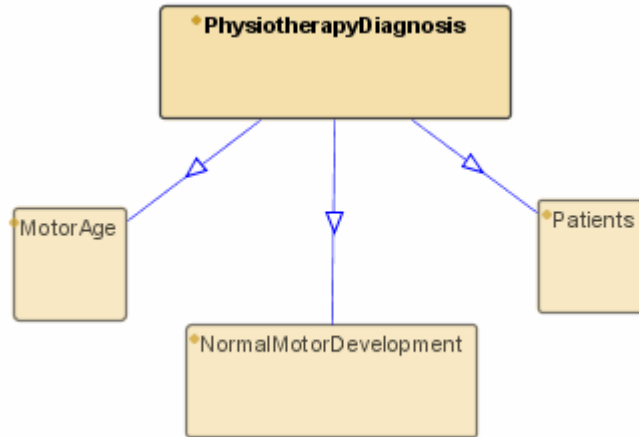 PhysiotherapyDiagnosis
MotorAge
Patients
NormalMotorDevelopment